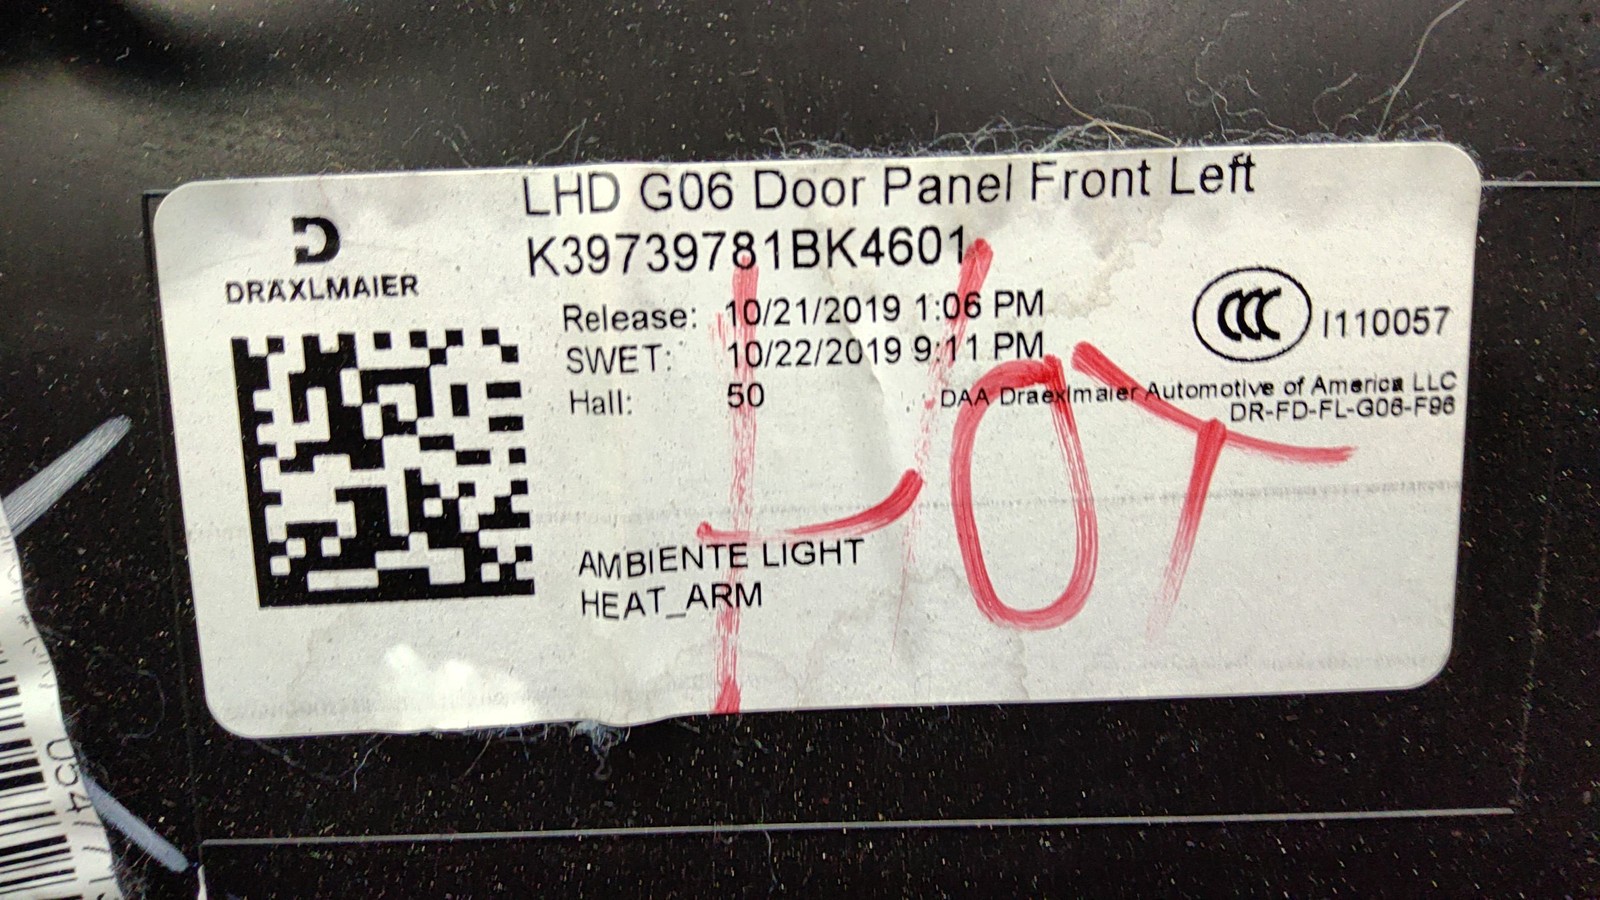 LHD G06 Door Panel Front Left
K39739781BK4601
DRÄXLMAIER
Release: 10/21/2019 1:06 PM
SWET: 10/22/2019 9:11 PM
Hall: 50
CCC I110057
DAA Draexlmaier Automotive of America LLC
DR-FD-FL-G06-F96
HOT
AMBIENTE LIGHT
HEAT_ARM